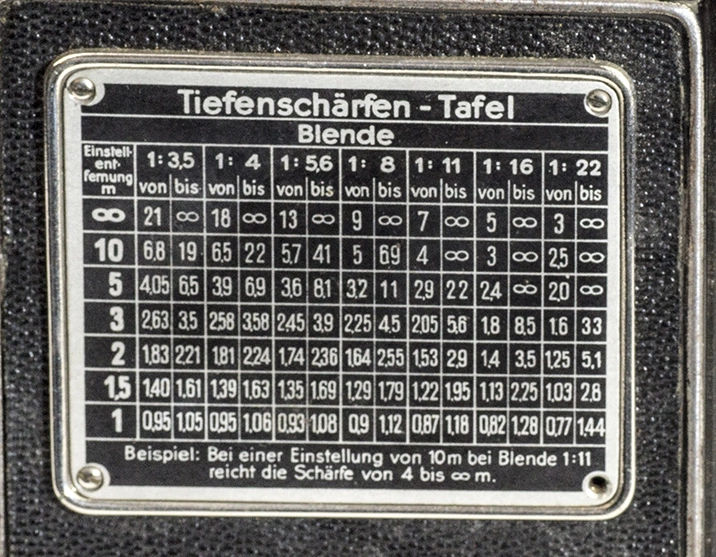 Tiefenschärfen - Tafel
Blende
Einstell-ent-fernung m 1: 3,5 1: 4 1: 5,6 1: 8 1: 11 1: 16 1: 22
von bis von bis von bis von bis von bis von bis von bis
∞ 21 ∞ 18 ∞ 13 ∞ 9 ∞ 7 ∞ 5 ∞ 3 ∞
10 6,8 19 6,5 22 5,7 41 5 69 4 ∞ 3 ∞ 2,5 ∞
5 4,05 6,5 3,9 6,9 3,6 8,1 3,2 11 2,9 22 2,4 ∞ 2,0 ∞
3 2,63 3,5 2,58 3,58 2,45 3,9 2,25 4,5 2,05 5,6 1,8 8,5 1,6 33
2 1,83 2,21 1,81 2,24 1,74 2,36 1,64 2,55 1,53 2,9 1,4 3,5 1,25 5,1
1,5 1,40 1,61 1,39 1,63 1,35 1,69 1,29 1,79 1,22 1,95 1,13 2,25 1,03 2,8
1 0,95 1,05 0,95 1,06 0,93 1,08 0,9 1,12 0,87 1,18 0,82 1,28 0,77 1,44
Beispiel: Bei einer Einstellung von 10m bei Blende 1:11
reicht die Schärfe von 4 bis ∞ m.